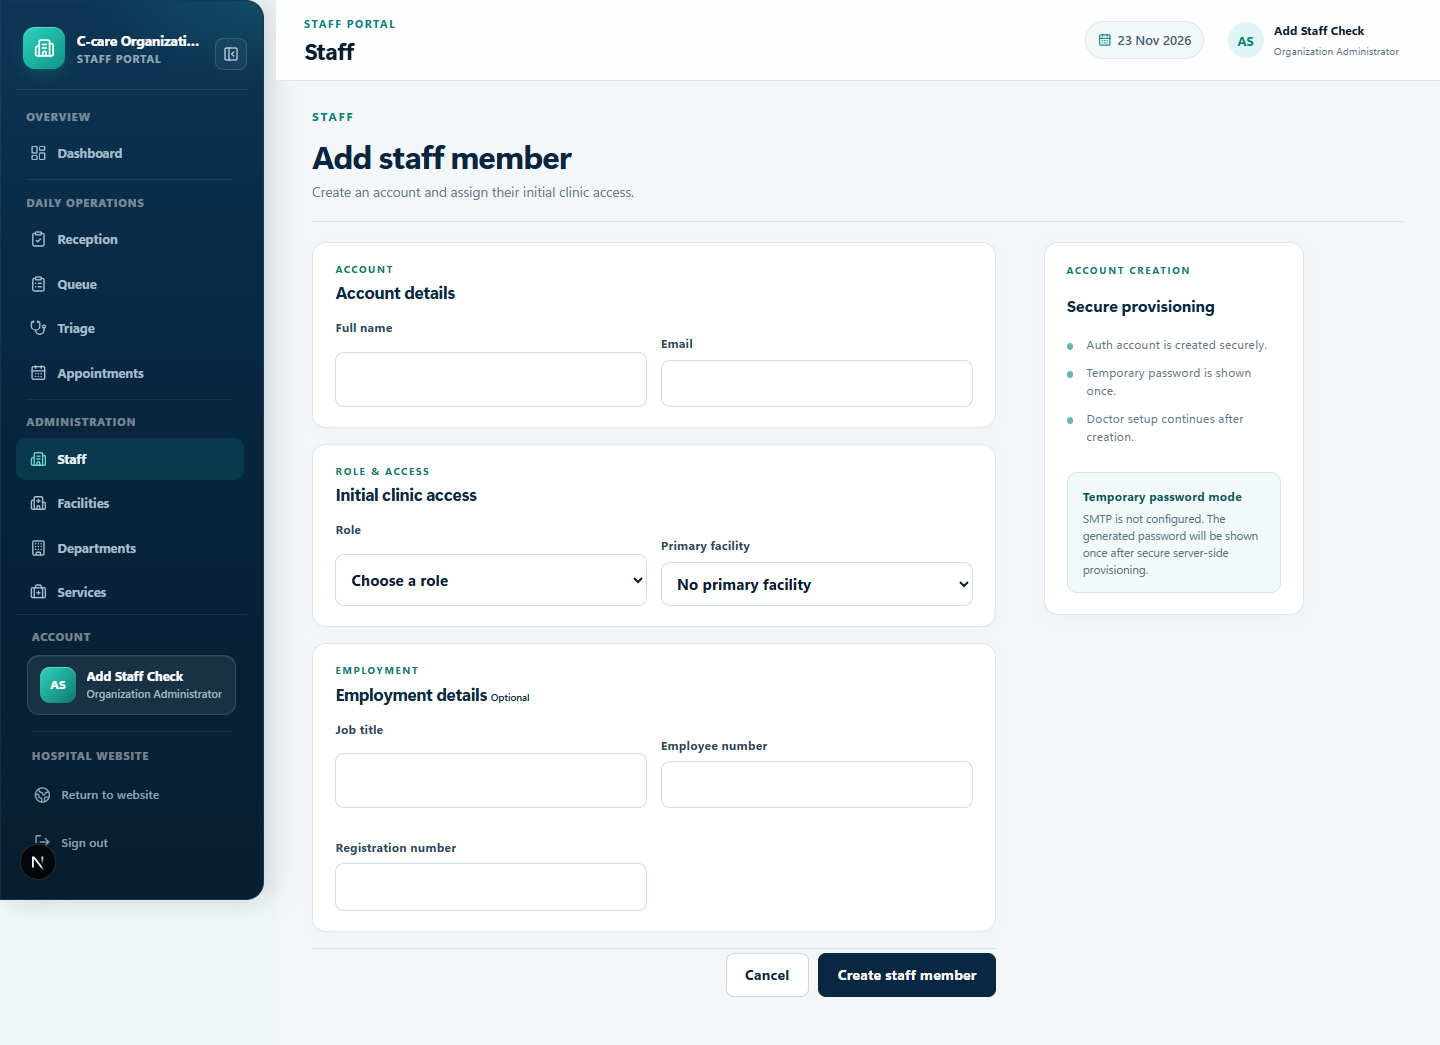 C-care Organizati...
STAFF PORTAL
OVERVIEW
Dashboard
DAILY OPERATIONS
Reception
Queue
Triage
Appointments
ADMINISTRATION
Staff
Facilities
Departments
Services
ACCOUNT
AS
Add Staff Check
Organization Administrator
HOSPITAL WEBSITE
Return to website
Sign out
N
STAFF PORTAL
Staff
23 Nov 2026
AS
Add Staff Check
Organization Administrator
STAFF
Add staff member
Create an account and assign their initial clinic access.
ACCOUNT
Account details
Full name
Email
ROLE & ACCESS
Initial clinic access
Role
Primary facility
Choose a role
No primary facility
EMPLOYMENT
Employment details Optional
Job title
Employee number
Registration number
Cancel
Create staff member
ACCOUNT CREATION
Secure provisioning
Auth account is created securely.
Temporary password is shown
once.
Doctor setup continues after
creation.
Temporary password mode
SMTP is not configured. The
generated password will be shown
once after secure server-side
provisioning.